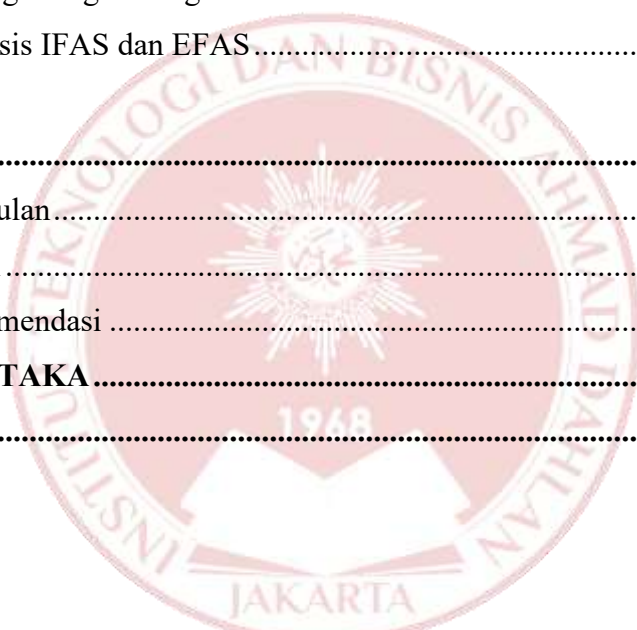 sis IFAS dan EFAS........................................
................................................................
ulan................................................................
................................................................
mendasi................................................................
TAKA................................................................
................................................................
INSTITUT TEKNOLOGI DAN BISNIS AHMAD DAHLAN
1968
JAKARTA